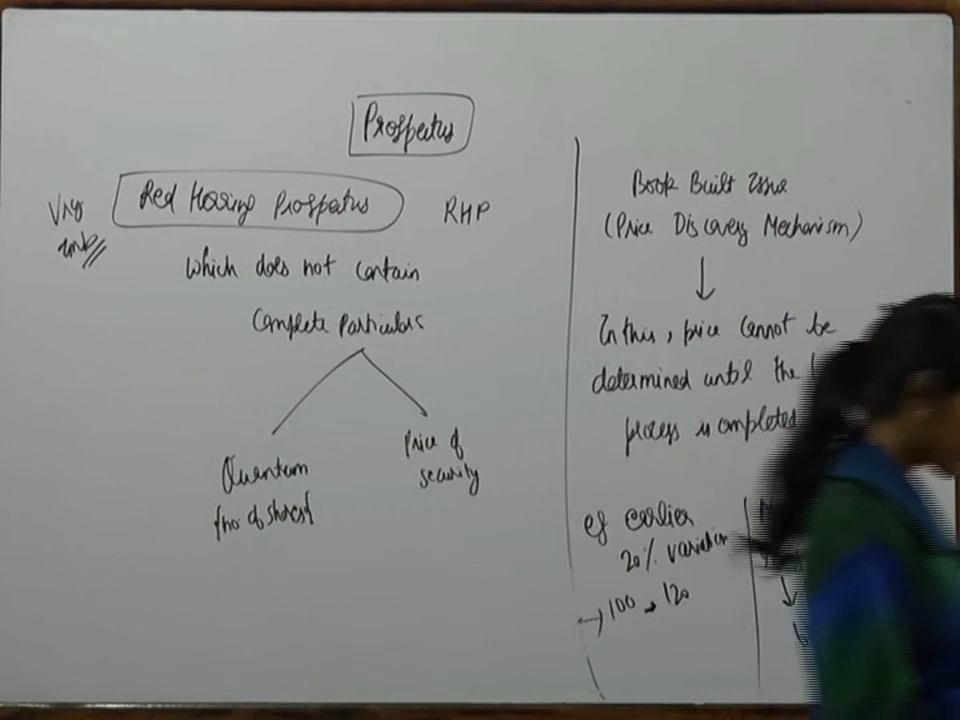 Prospectus
Very
imp
Red Herring Prospectus
RHP
Which does not contain
Complete Particulars
Quantum
{no. of shares}
Price of
security
Book Built Issue
(Price Discovery Mechanism)
↓
In this, price cannot be
determined until the
process is completed
eg earlier
20% variation
→ 100 → 120
↓